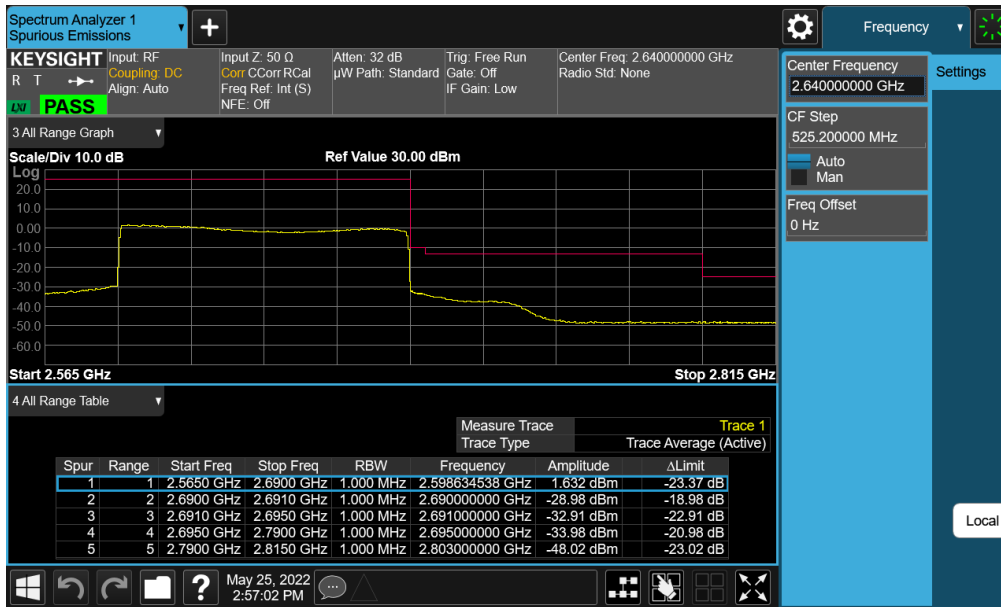 Spectrum Analyzer 1
Spurious Emissions
Frequency
KEYSIGHT
R T
LXI PASS
Input: RF
Coupling: DC
Align: Auto
Input Z: 50 Ω
Corr CCorr RCal
Freq Ref: Int (S)
NFE: Off
Atten: 32 dB
µW Path: Standard
Trig: Free Run
Gate: Off
IF Gain: Low
Center Freq: 2.640000000 GHz
Radio Std: None
Center Frequency
2.640000000 GHz
Settings
CF Step
525.200000 MHz
Auto
Man
Freq Offset
0 Hz
3 All Range Graph
Scale/Div 10.0 dB Ref Value 30.00 dBm
Log
20.0
10.0
0.00
-10.0
-20.0
-30.0
-40.0
-50.0
-60.0
Start 2.565 GHz Stop 2.815 GHz
4 All Range Table
Measure Trace Trace 1
Trace Type Trace Average (Active)
Spur Range Start Freq Stop Freq RBW Frequency Amplitude ΔLimit
1 1 2.5650 GHz 2.6900 GHz 1.000 MHz 2.598634538 GHz 1.632 dBm -23.37 dB
2 2 2.6900 GHz 2.6910 GHz 1.000 MHz 2.690000000 GHz -28.98 dBm -18.98 dB
3 3 2.6910 GHz 2.6950 GHz 1.000 MHz 2.691000000 GHz -32.91 dBm -22.91 dB
4 4 2.6950 GHz 2.7900 GHz 1.000 MHz 2.695000000 GHz -33.98 dBm -20.98 dB
5 5 2.7900 GHz 2.8150 GHz 1.000 MHz 2.803000000 GHz -48.02 dBm -23.02 dB
Local
May 25, 2022
2:57:02 PM